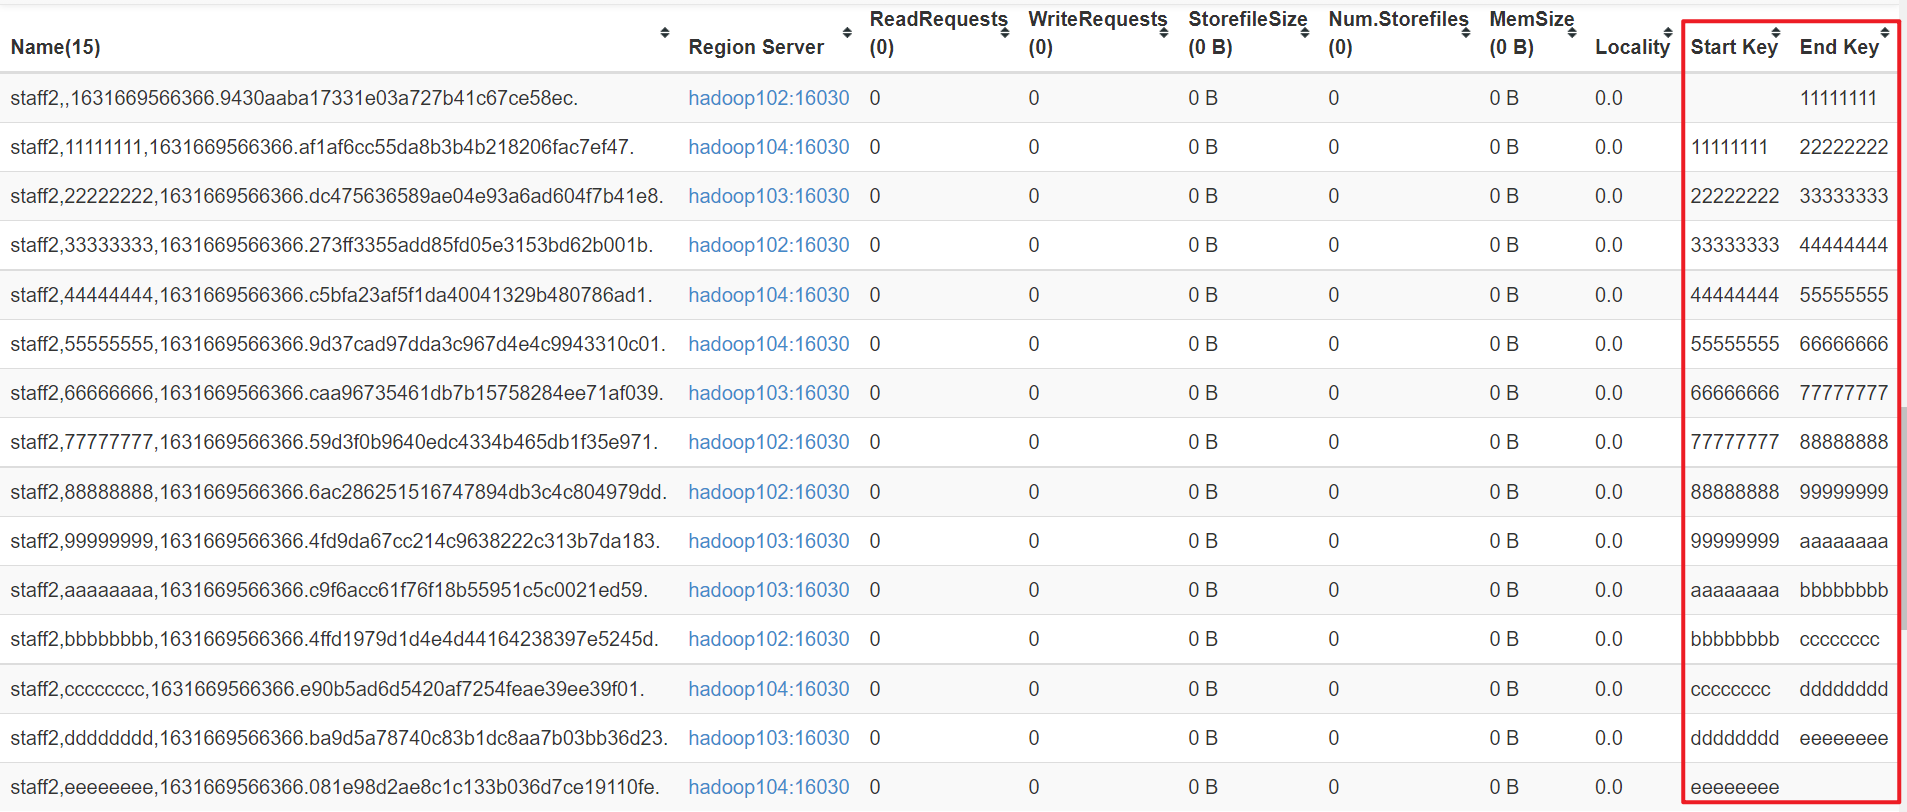 Name(15) Region Server ReadRequests (0) WriteRequests (0) StorefileSize (0 B) Num.Storefiles (0) MemSize (0 B) Locality Start Key End Key
staff2,,1631669566366.9430aaba17331e03a727b41c67ce58ec. hadoop102:16030 0 0 0 B 0 0 B 0.0 11111111
staff2,11111111,1631669566366.af1af6cc55da8b3b4b218206fac7ef47. hadoop104:16030 0 0 0 B 0 0 B 0.0 11111111 22222222
staff2,22222222,1631669566366.dc475636589ae04e93a6ad604f7b41e8. hadoop103:16030 0 0 0 B 0 0 B 0.0 22222222 33333333
staff2,33333333,1631669566366.273ff3355add85fd05e3153bd62b001b. hadoop102:16030 0 0 0 B 0 0 B 0.0 33333333 44444444
staff2,44444444,1631669566366.c5bfa23af5f1da40041329b480786ad1. hadoop104:16030 0 0 0 B 0 0 B 0.0 44444444 55555555
staff2,55555555,1631669566366.9d37cad97dda3c967d4e4c9943310c01. hadoop104:16030 0 0 0 B 0 0 B 0.0 55555555 66666666
staff2,66666666,1631669566366.caa96735461db7b15758284ee71af039. hadoop103:16030 0 0 0 B 0 0 B 0.0 66666666 77777777
staff2,77777777,1631669566366.59d3f0b9640edc4334b465db1f35e971. hadoop102:16030 0 0 0 B 0 0 B 0.0 77777777 88888888
staff2,88888888,1631669566366.6ac286251516747894db3c4c804979dd. hadoop102:16030 0 0 0 B 0 0 B 0.0 88888888 99999999
staff2,99999999,1631669566366.4fd9da67cc214c9638222c313b7da183. hadoop103:16030 0 0 0 B 0 0 B 0.0 99999999 aaaaaaaa
staff2,aaaaaaaa,1631669566366.c9f6acc61f76f18b55951c5c0021ed59. hadoop103:16030 0 0 0 B 0 0 B 0.0 aaaaaaaa bbbbbbbb
staff2,bbbbbbbb,1631669566366.4ffd1979d1d4e4d44164238397e5245d. hadoop102:16030 0 0 0 B 0 0 B 0.0 bbbbbbbb cccccccc
staff2,cccccccc,1631669566366.e90b5ad6d5420af7254feae39ee39f01. hadoop104:16030 0 0 0 B 0 0 B 0.0 cccccccc dddddddd
staff2,dddddddd,1631669566366.ba9d5a78740c83b1dc8aa7b03bb36d23. hadoop103:16030 0 0 0 B 0 0 B 0.0 dddddddd eeeeeeee
staff2,eeeeeeee,1631669566366.081e98d2ae8c1c133b036d7ce19110fe. hadoop104:16030 0 0 0 B 0 0 B 0.0 eeeeeeee